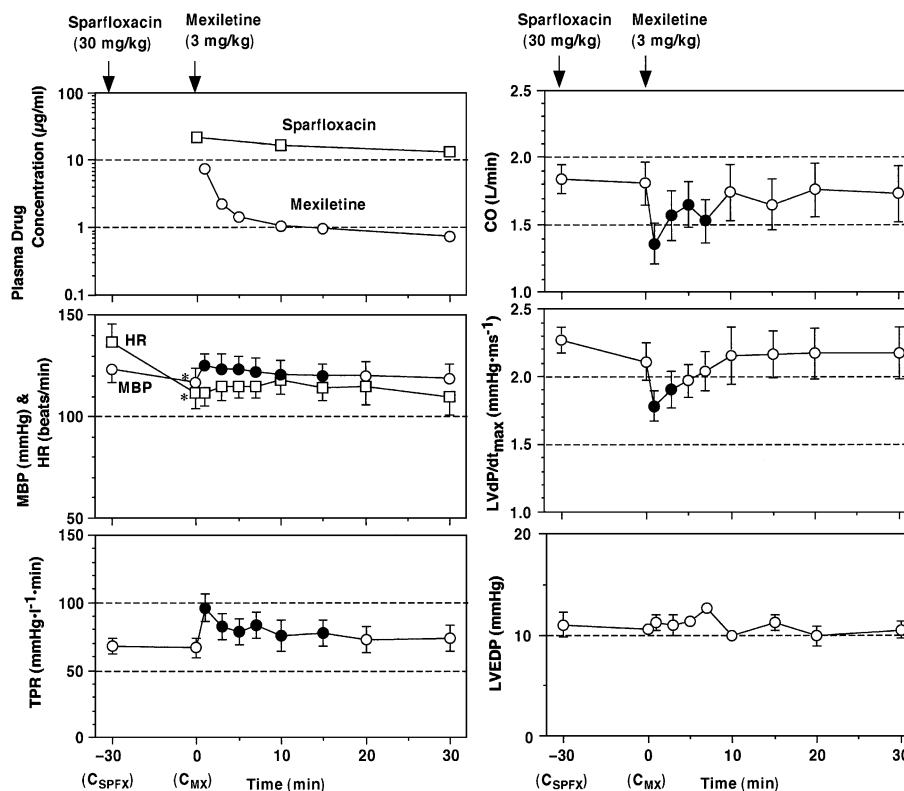 Sparfloxacin
(30 mg/kg)
Mexiletine
(3 mg/kg)
Sparfloxacin
(30 mg/kg)
Mexiletine
(3 mg/kg)
Plasma Drug
Concentration (µg/ml)
100
10
1
0.1
Sparfloxacin
Mexiletine
CO (L/min)
2.5
2.0
1.5
1.0
MBP (mmHg) &
HR (beats/min)
150
100
50
HR
MBP
*
*
LVdP/dtmax (mmHg·ms-1)
2.5
2.0
1.5
1.0
TPR (mmHg·l-1·min)
150
100
50
0
LVEDP (mmHg)
20
10
0
−30
0
10
20
30
(CSPFX)
(CMX)
Time (min)
−30
0
10
20
30
(CSPFX)
(CMX)
Time (min)